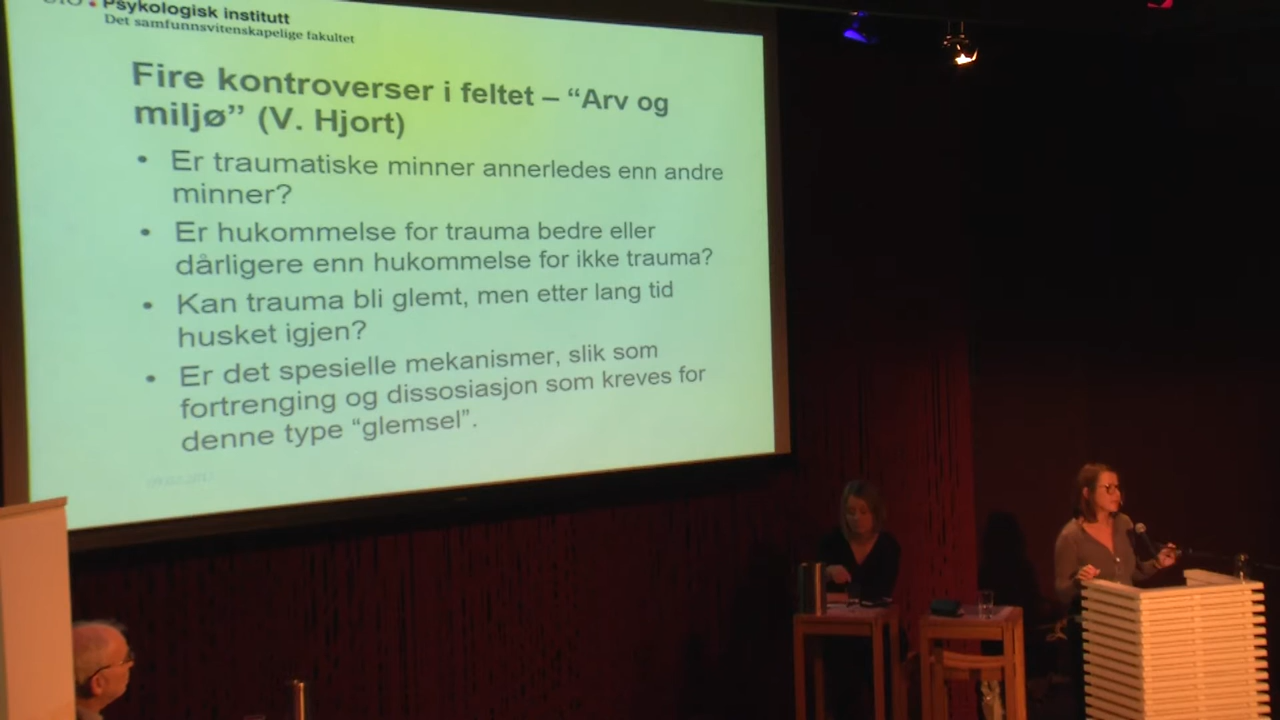 Psykologisk institutt
Det samfunnsvitenskapelige fakultet
Fire kontroverser i feltet – “Arv og
miljø” (V. Hjort)
• Er traumatiske minner annerledes enn andre
minner?
• Er hukommelse for trauma bedre eller
dårligere enn hukommelse for ikke trauma?
• Kan trauma bli glemt, men etter lang tid
husket igjen?
• Er det spesielle mekanismer, slik som
fortrenging og dissosiasjon som kreves for
denne type “glemsel”.